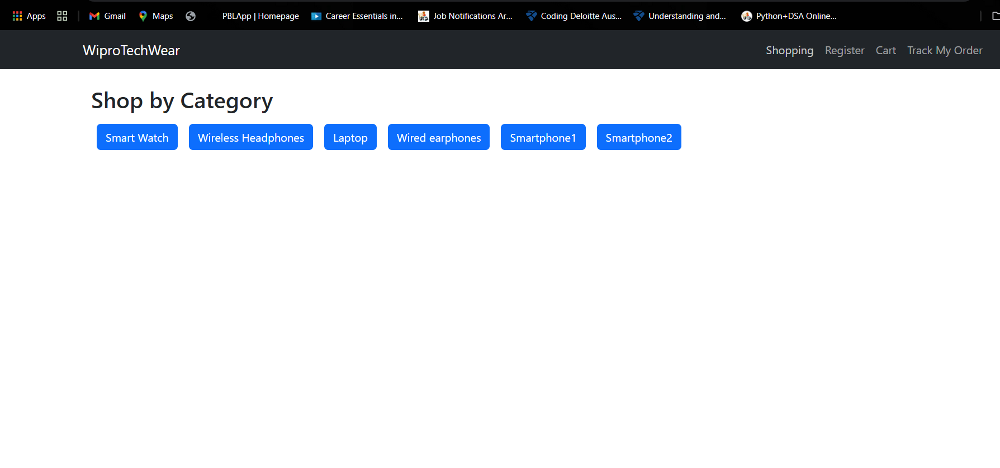 Apps Gmail Maps PBLApp | Homepage Career Essentials in... Job Notifications Ar... Coding Deloitte Aus... Understanding and... Python+DSA Online...
WiproTechWear Shopping Register Cart Track My Order
Shop by Category
Smart Watch Wireless Headphones Laptop Wired earphones Smartphone1 Smartphone2